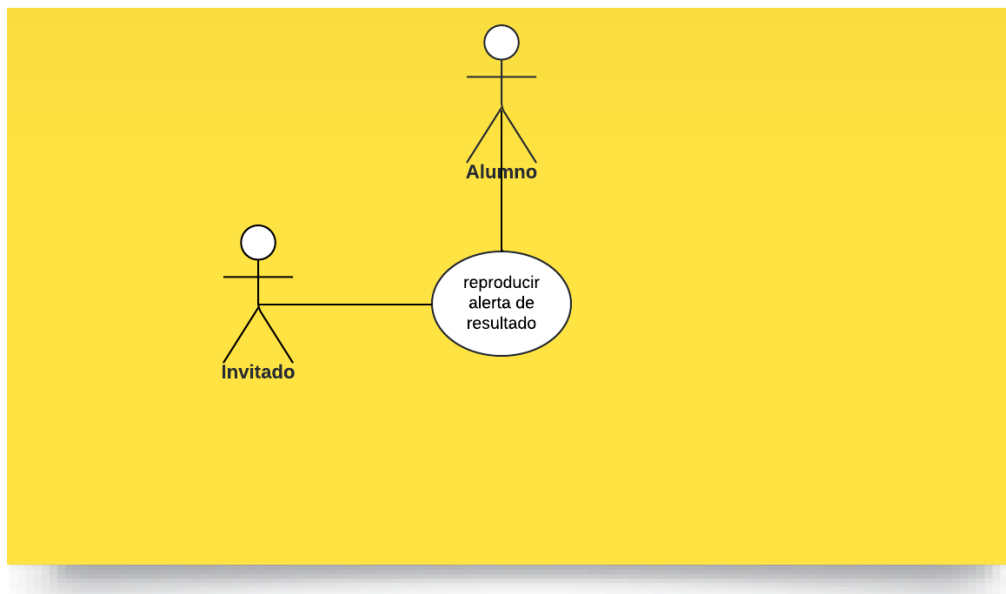 Alumno
reproducir
alerta de
resultado
Invitado